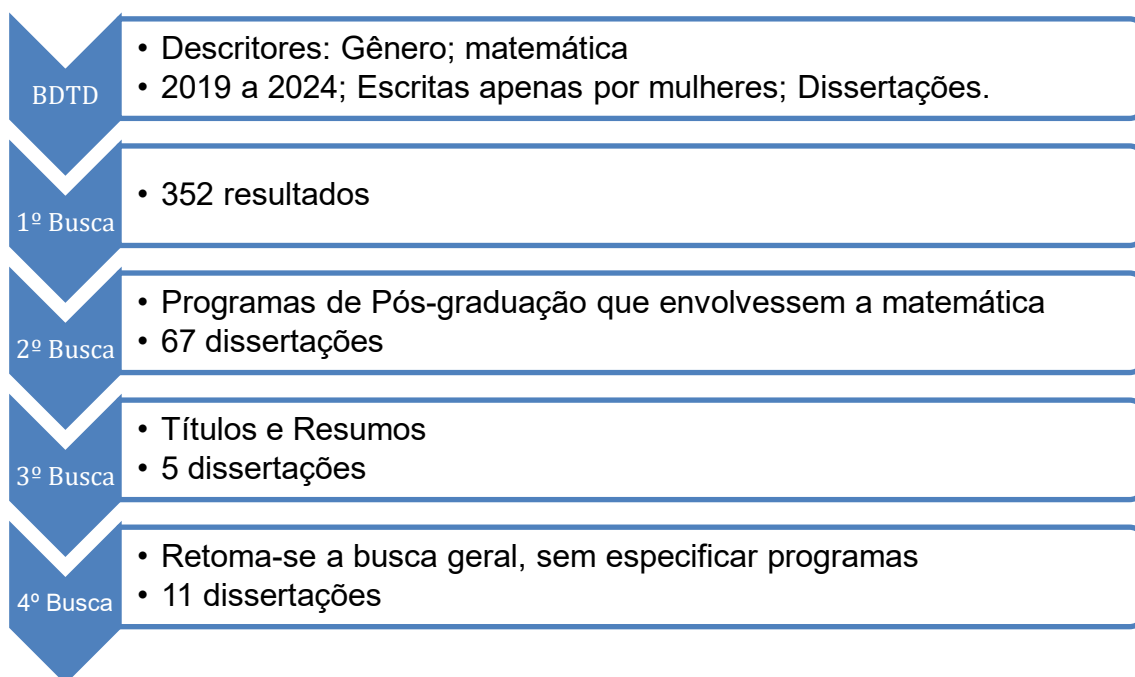 BDTD
• Descritores: Gênero; matemática
• 2019 a 2024; Escritas apenas por mulheres; Dissertações.
1º Busca
• 352 resultados
2º Busca
• Programas de Pós-graduação que envolvessem a matemática
• 67 dissertações
3º Busca
• Títulos e Resumos
• 5 dissertações
4º Busca
• Retoma-se a busca geral, sem especificar programas
• 11 dissertações